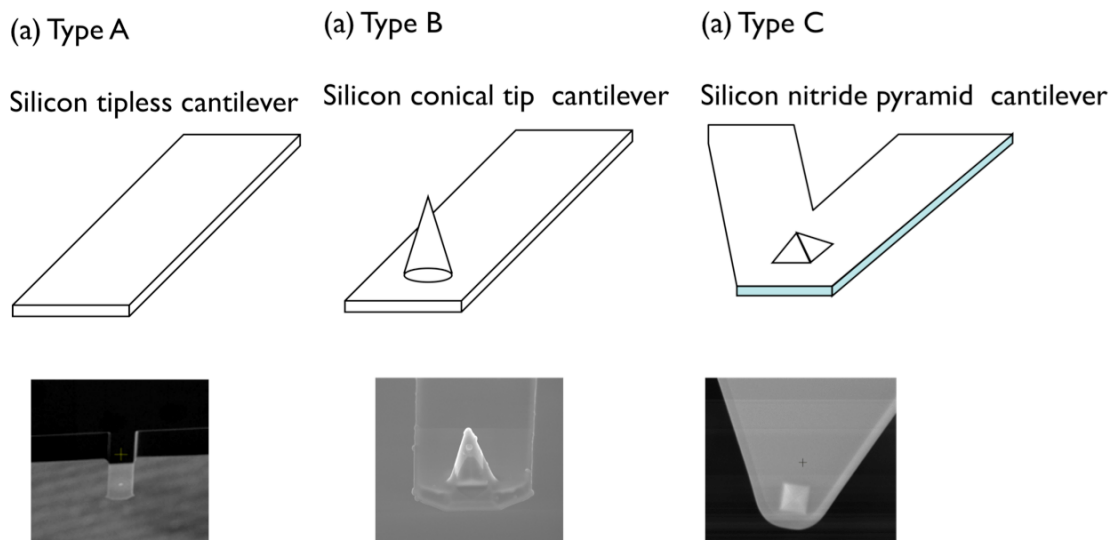 (a) Type A
(a) Type B
(a) Type C
Silicon tipless cantilever
Silicon conical tip cantilever
Silicon nitride pyramid cantilever